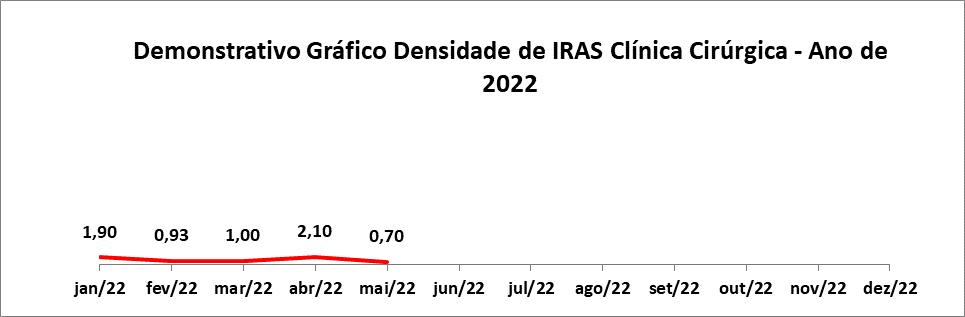 Demonstrativo Gráfico Densidade de IRAS Clínica Cirúrgica - Ano de
2022
1,90 0,93 1,00 2,10 0,70
jan/22 fev/22 mar/22 abr/22 mai/22 jun/22 jul/22 ago/22 set/22 out/22 nov/22 dez/22